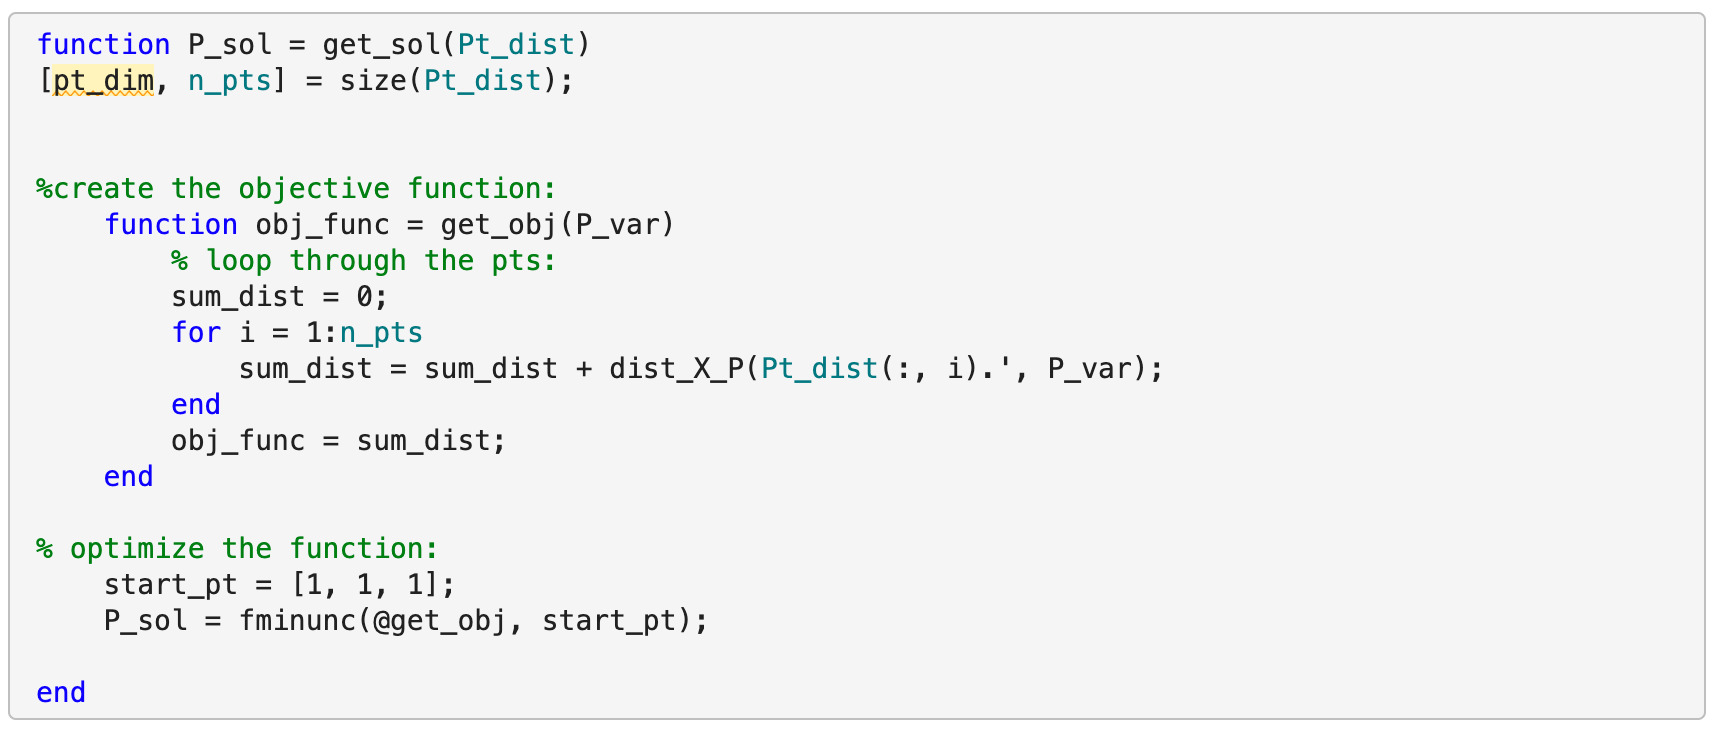 function P_sol = get_sol(Pt_dist)
[pt_dim, n_pts] = size(Pt_dist);
%create the objective function:
function obj_func = get_obj(P_var)
% loop through the pts:
sum_dist = 0;
for i = 1:n_pts
sum_dist = sum_dist + dist_X_P(Pt_dist(:, i).', P_var);
end
obj_func = sum_dist;
end
% optimize the function:
start_pt = [1, 1, 1];
P_sol = fminunc(@get_obj, start_pt);
end